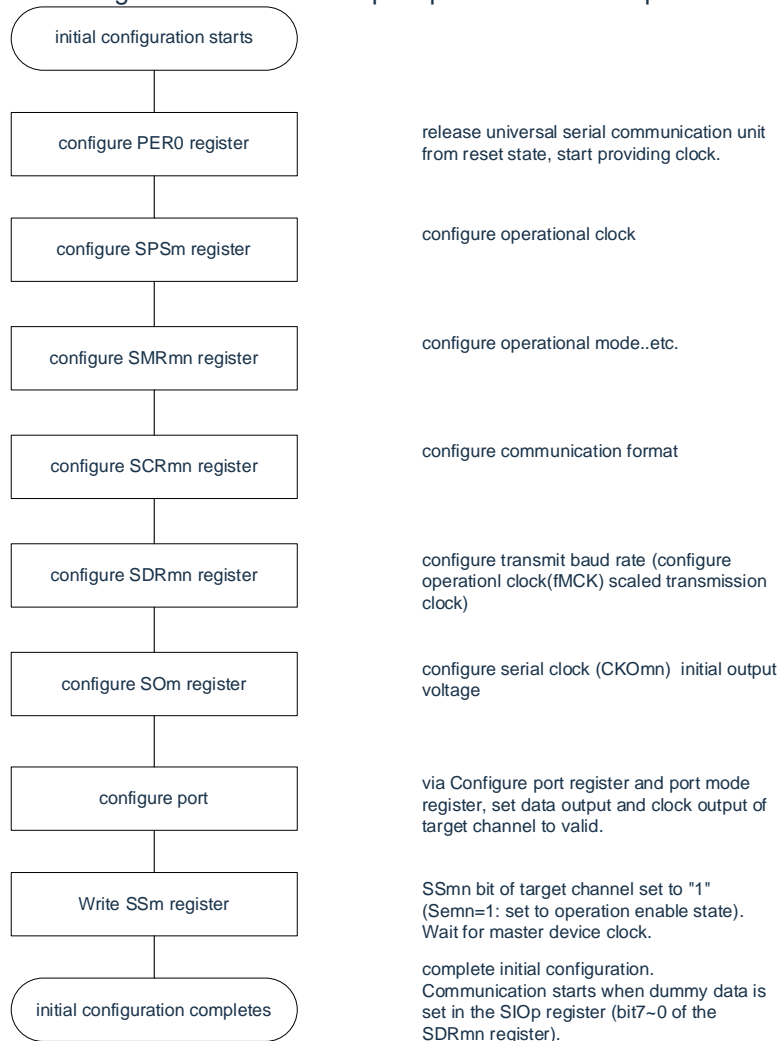 initial configuration starts
configure PER0 register
release universal serial communication unit
from reset state, start providing clock.
configure SPSm register
configure operational clock
configure SMRmn register
configure operational mode..etc.
configure SCRmn register
configure communication format
configure SDRmn register
configure transmit baud rate (configure
operationl clock(fMCK) scaled transmission
clock)
configure SOm register
configure serial clock (CKOmn) initial output
voltage
configure port
via Configure port register and port mode
register, set data output and clock output of
target channel to valid.
Write SSm register
SSmn bit of target channel set to "1"
(Semn=1: set to operation enable state).
Wait for master device clock.
initial configuration completes
complete initial configuration.
Communication starts when dummy data is
set in the SIOp register (bit7~0 of the
SDRmn register).